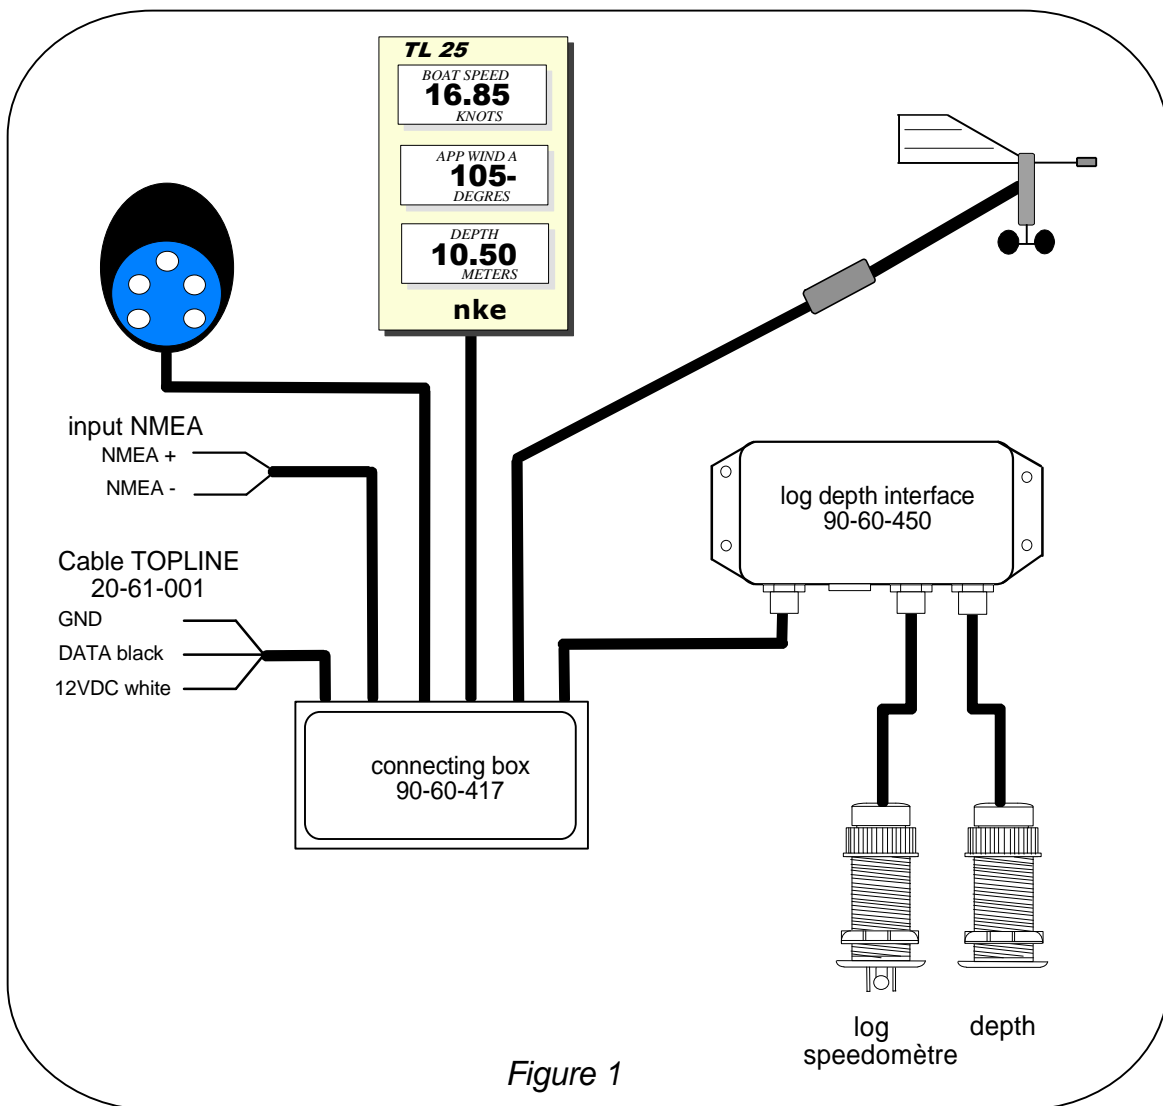 TL 25
BOAT SPEED
16.85
KNOTS
APP WIND A
105-
DEGRES
DEPTH
10.50
METERS
nke
input NMEA
NMEA +
NMEA -
Cable TOPLINE
20-61-001
GND
DATA black
12VDC white
log depth interface
90-60-450
connecting box
90-60-417
log
speedomètre
depth
Figure 1